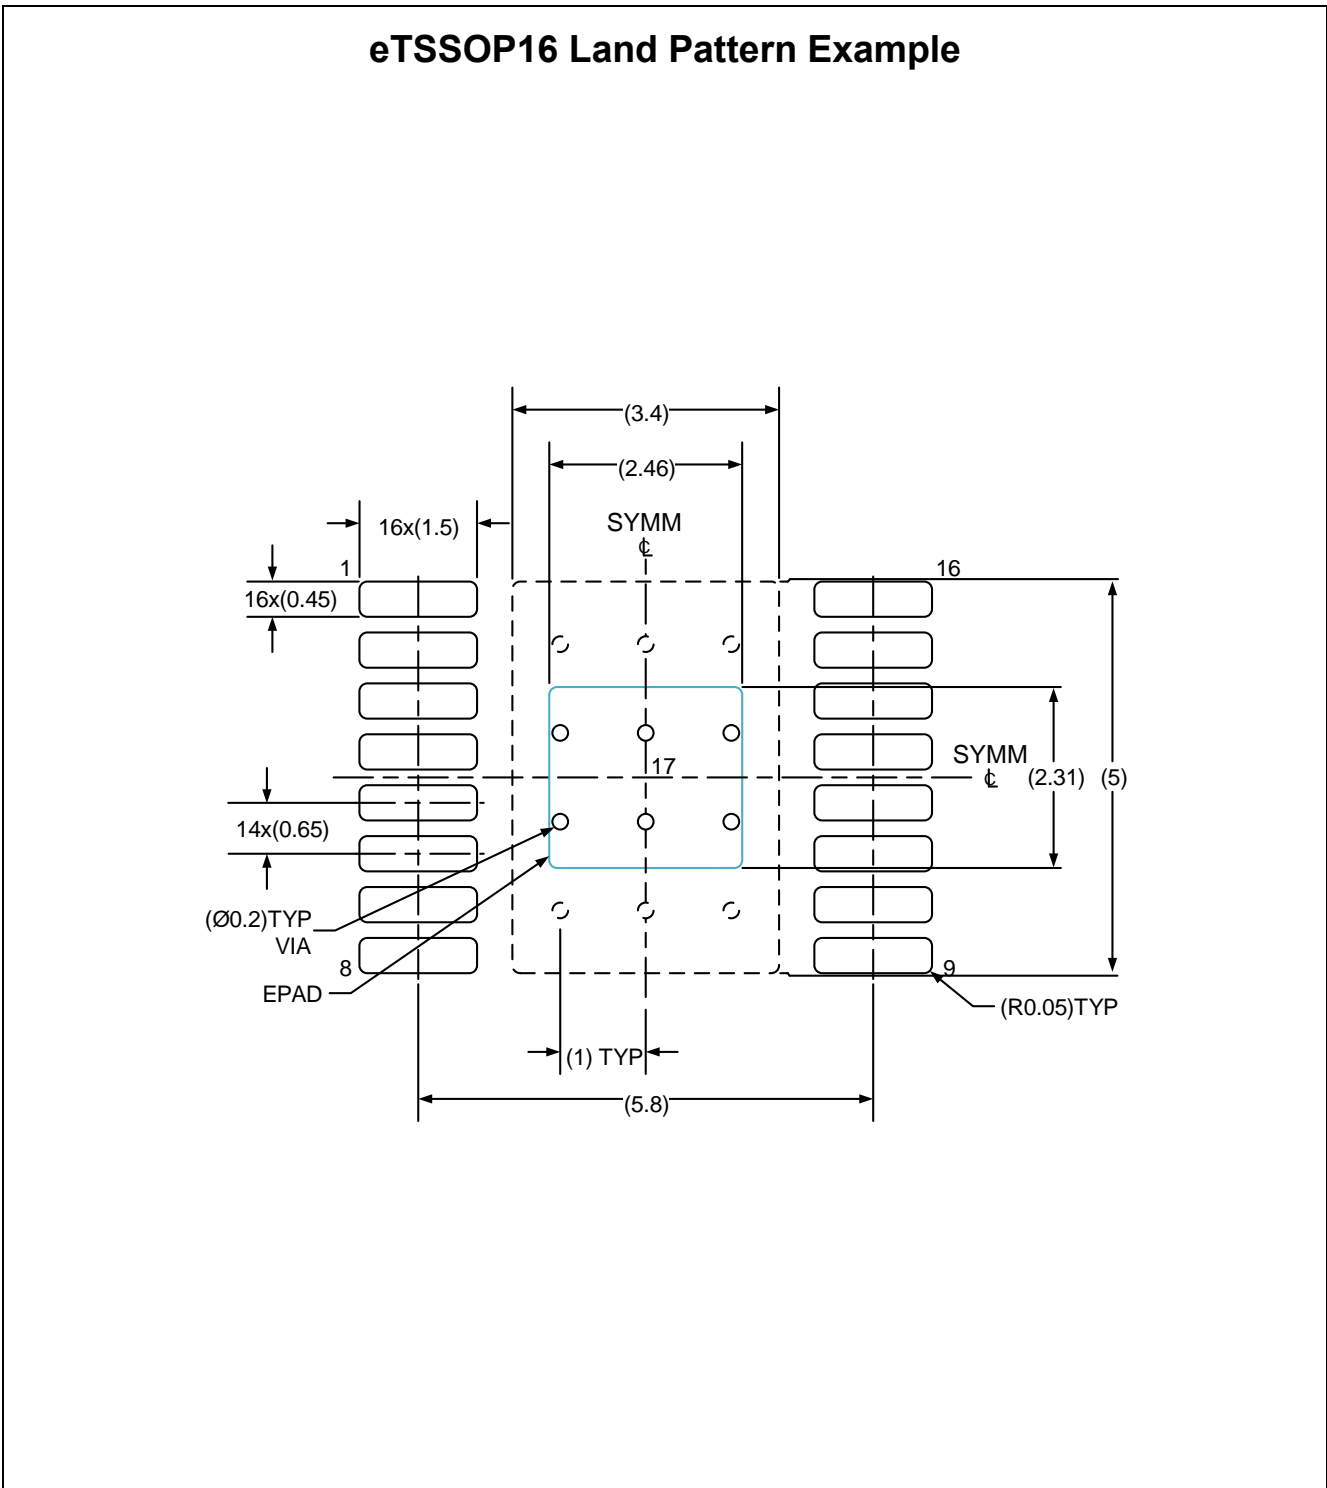 eTSSOP16 Land Pattern Example
(3.4)
(2.46)
SYMM
℄
16x(1.5)
1
16
16x(0.45)
SYMM
℄
17
(2.31)
(5)
14x(0.65)
(Ø0.2)TYP
VIA
8
9
EPAD
(R0.05)TYP
(1) TYP
(5.8)